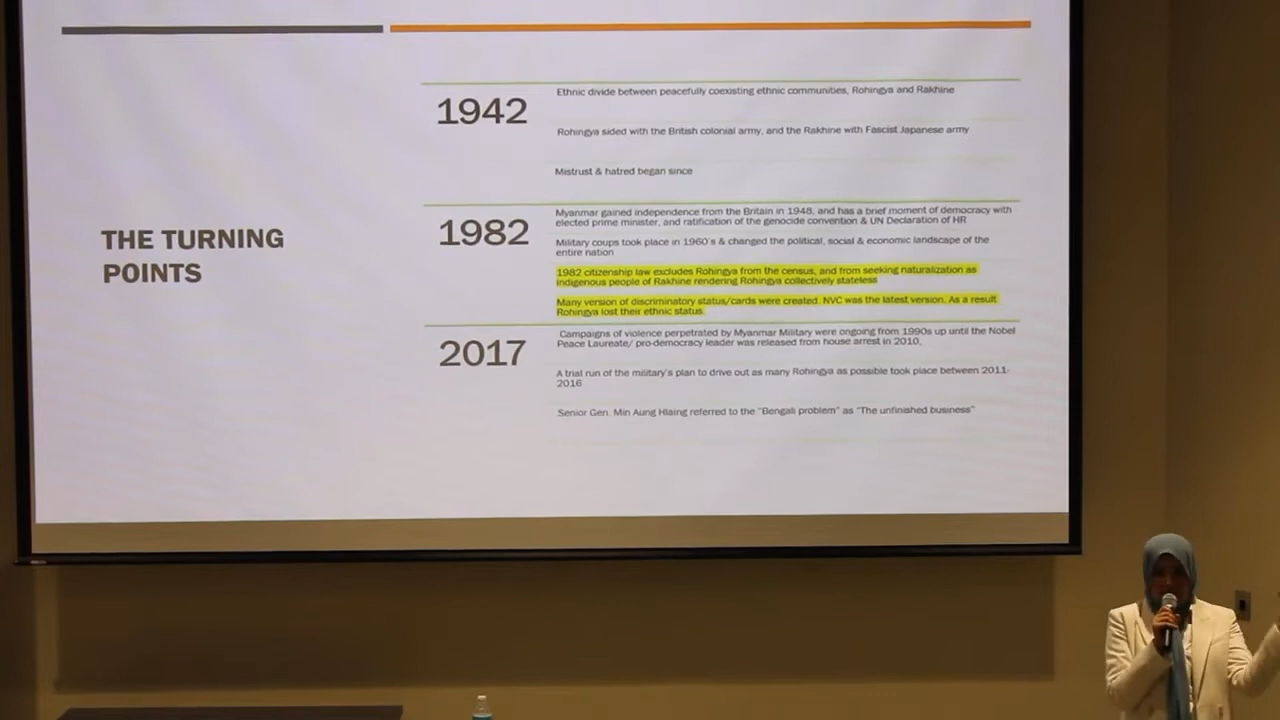 THE TURNING
POINTS
1942
Ethnic divide between peacefully coexisting ethnic communities, Rohingya and Rakhine
Rohingya sided with the British colonial army, and the Rakhine with Fascist Japanese army
Mistrust & hatred began since
1982
Myanmar gained independence from the Britain in 1948, and has a brief moment of democracy with
elected prime minister, and ratification of the genocide convention & UN Declaration of HR
Military coups took place in 1960's & changed the political, social & economic landscape of the
entire nation
1982 citizenship law excludes Rohingya from the census, and from seeking naturalization as
indigenous people of Rakhine rendering Rohingya collectively stateless
Many version of discriminatory status/cards were created. NVC was the latest version. As a result
Rohingya lost their ethnic status.
2017
Campaigns of violence perpetrated by Myanmar Military were ongoing from 1990s up until the Nobel
Peace Laureate/ pro-democracy leader was released from house arrest in 2010,
A trial run of the military's plan to drive out as many Rohingya as possible took place between 2011-
2016
Senior Gen. Min Aung Hlaing referred to the "Bengali problem" as "The unfinished business"